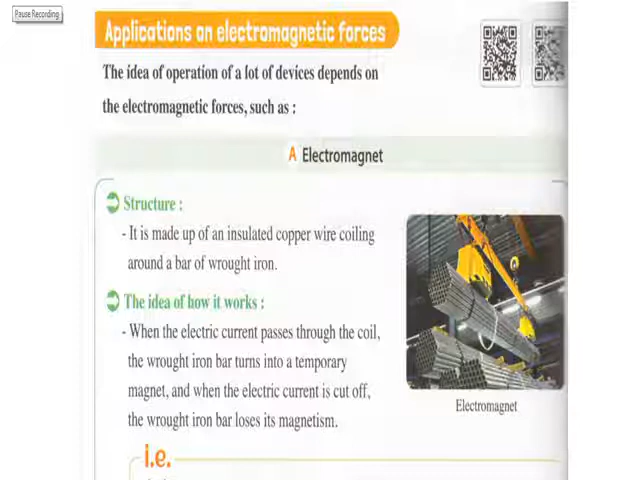 Pause Recording
Applications on electromagnetic forces
The idea of operation of a lot of devices depends on
the electromagnetic forces, such as :
A Electromagnet
Structure :
- It is made up of an insulated copper wire coiling
around a bar of wrought iron.
The idea of how it works :
- When the electric current passes through the coil,
the wrought iron bar turns into a temporary
magnet, and when the electric current is cut off,
the wrought iron bar loses its magnetism.
Electromagnet
i.e.